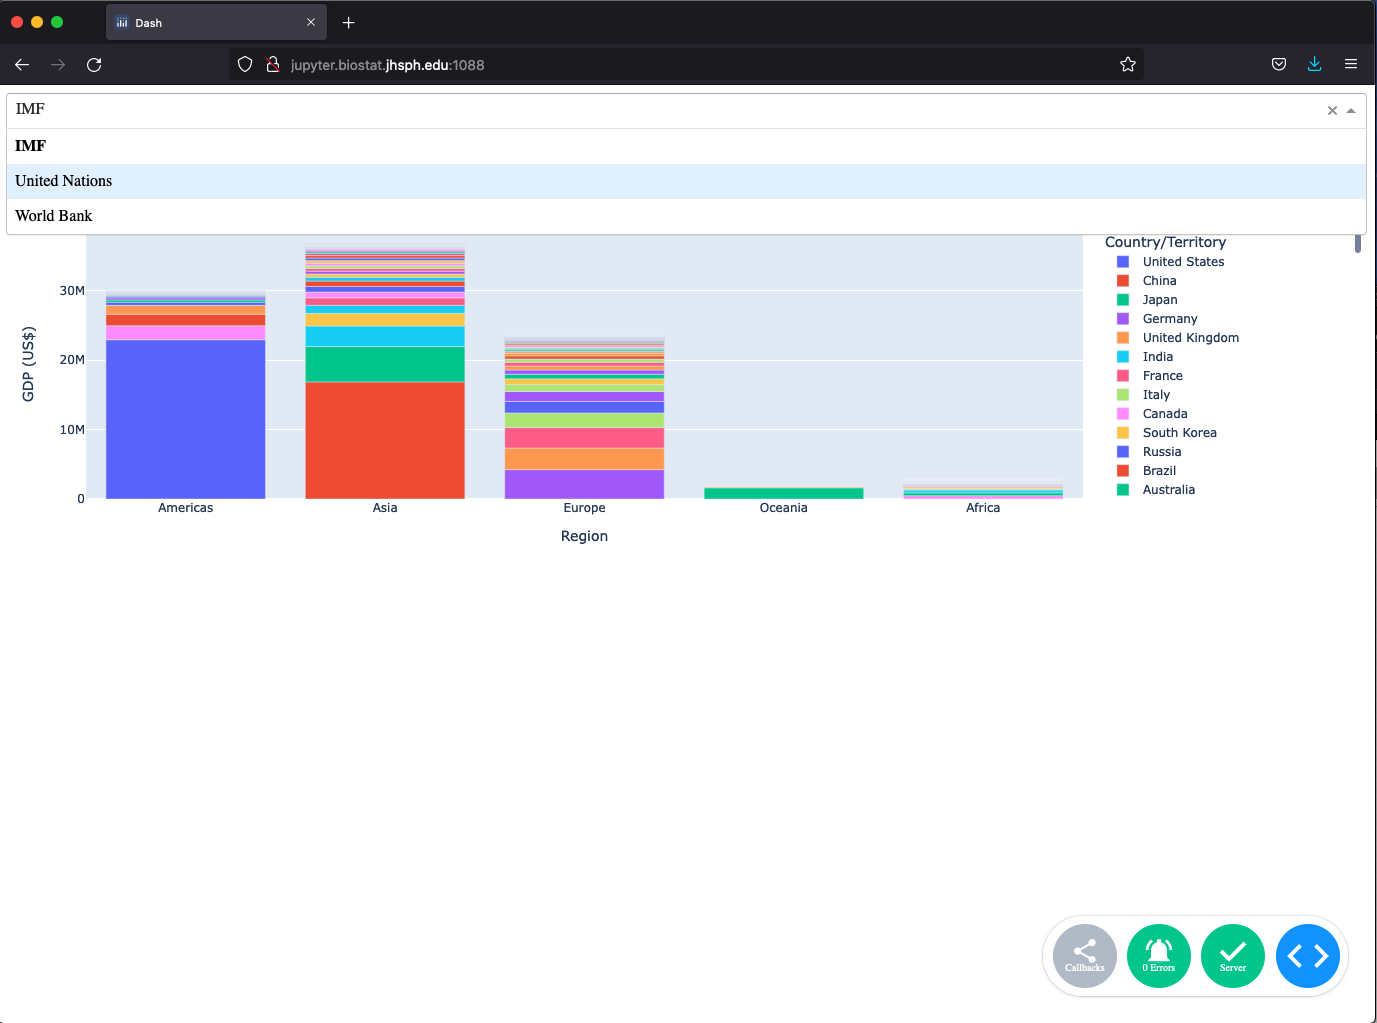 Dash
jupyter.biostat.jhsph.edu:1088
IMF
IMF
United Nations
World Bank
Country/Territory
United States
China
Japan
Germany
United Kingdom
India
France
Italy
Canada
South Korea
Russia
Brazil
Australia
GDP (US$)
30M
20M
10M
0
Americas Asia Europe Oceania Africa
Region
Callbacks 0 Errors Server